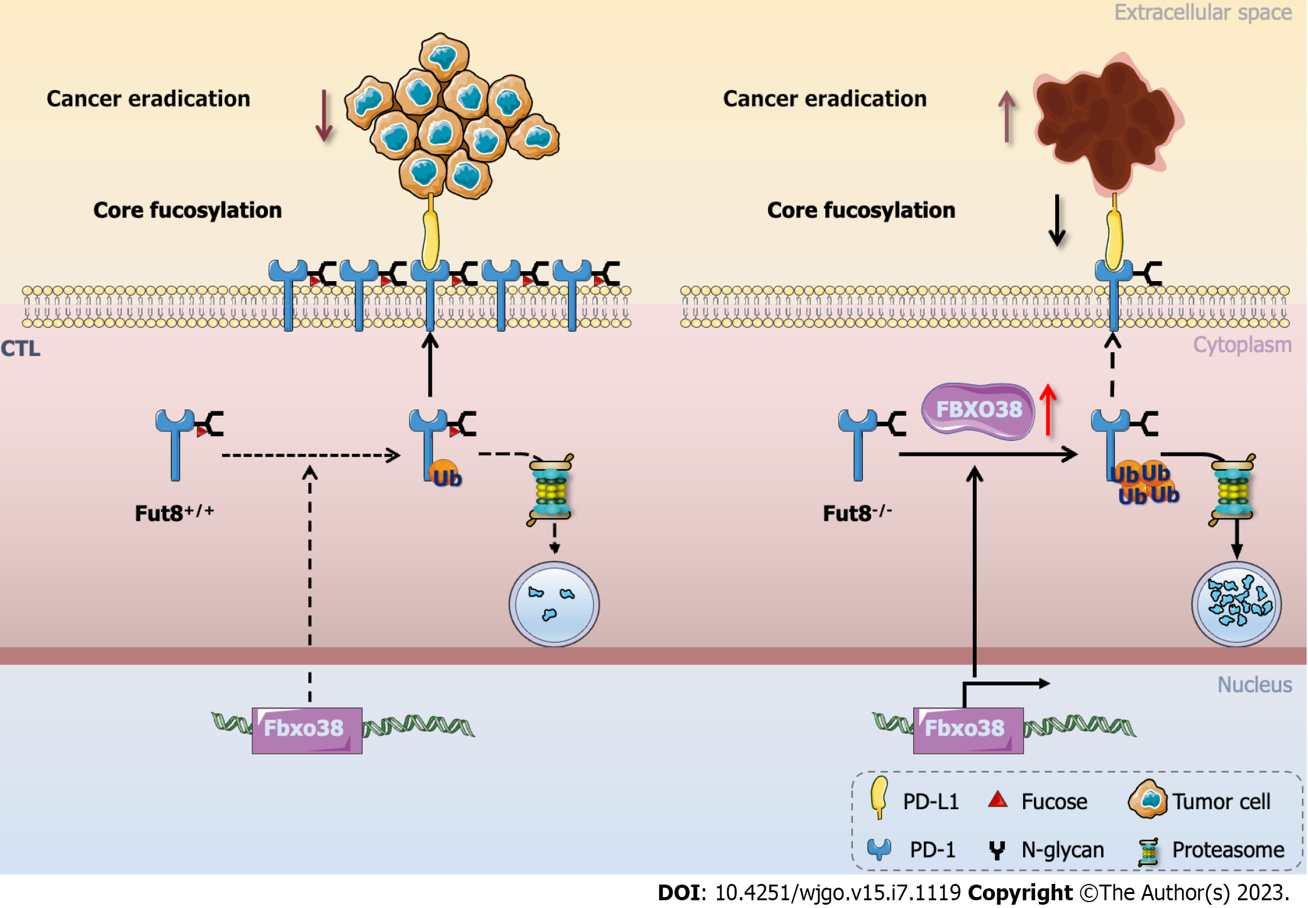 Extracellular space
Cancer eradication
Cancer eradication
Core fucosylation
Core fucosylation
CTL
Cytoplasm
FBXO38
Ub
Ub Ub
Ub Ub
Fut8+/+
Fut8-/-
Nucleus
Fbxo38
Fbxo38
PD-L1 Fucose Tumor cell
PD-1 N-glycan Proteasome
DOI: 10.4251/wjgo.v15.i7.1119 Copyright ©The Author(s) 2023.